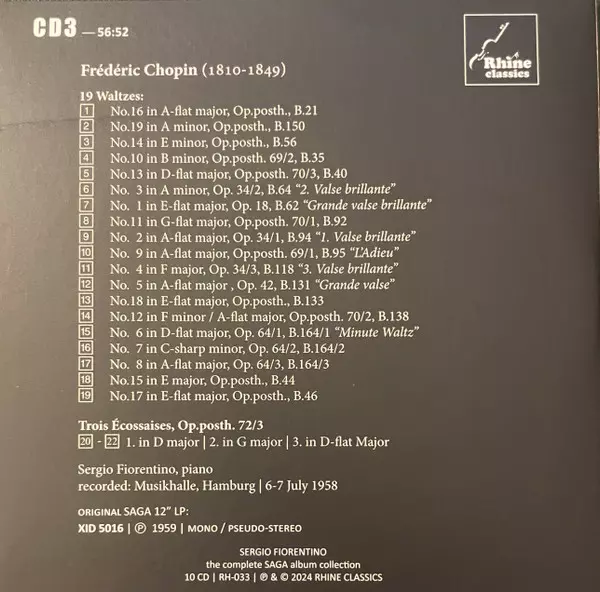 CD3 — 56:52
Rhine
classics
Frédéric Chopin (1810-1849)
19 Waltzes:
1 No.16 in A-flat major, Op.posth., B.21
2 No.19 in A minor, Op.posth., B.150
3 No.14 in E minor, Op.posth., B.56
4 No.10 in B minor, Op.posth. 69/2, B.35
5 No.13 in D-flat major, Op.posth. 70/3, B.40
6 No. 3 in A minor, Op. 34/2, B.64 “2. Valse brillante”
7 No. 1 in E-flat major, Op. 18, B.62 “Grande valse brillante”
8 No.11 in G-flat major, Op.posth. 70/1, B.92
9 No. 2 in A-flat major, Op. 34/1, B.94 “1. Valse brillante”
10 No. 9 in A-flat major, Op.posth. 69/1, B.95 “L’Adieu”
11 No. 4 in F major, Op. 34/3, B.118 “3. Valse brillante”
12 No. 5 in A-flat major , Op. 42, B.131 “Grande valse”
13 No.18 in E-flat major, Op.posth., B.133
14 No.12 in F minor / A-flat major, Op.posth. 70/2, B.138
15 No. 6 in D-flat major, Op. 64/1, B.164/1 “Minute Waltz”
16 No. 7 in C-sharp minor, Op. 64/2, B.164/2
17 No. 8 in A-flat major, Op. 64/3, B.164/3
18 No.15 in E major, Op.posth., B.44
19 No.17 in E-flat major, Op.posth., B.46
Trois Écossaises, Op.posth. 72/3
20 - 22 1. in D major | 2. in G major | 3. in D-flat Major
Sergio Fiorentino, piano
recorded: Musikhalle, Hamburg | 6-7 July 1958
ORIGINAL SAGA 12” LP:
XID 5016 | ℗ 1959 | MONO / PSEUDO-STEREO
SERGIO FIORENTINO
the complete SAGA album collection
10 CD | RH-033 | ℗ & © 2024 RHINE CLASSICS